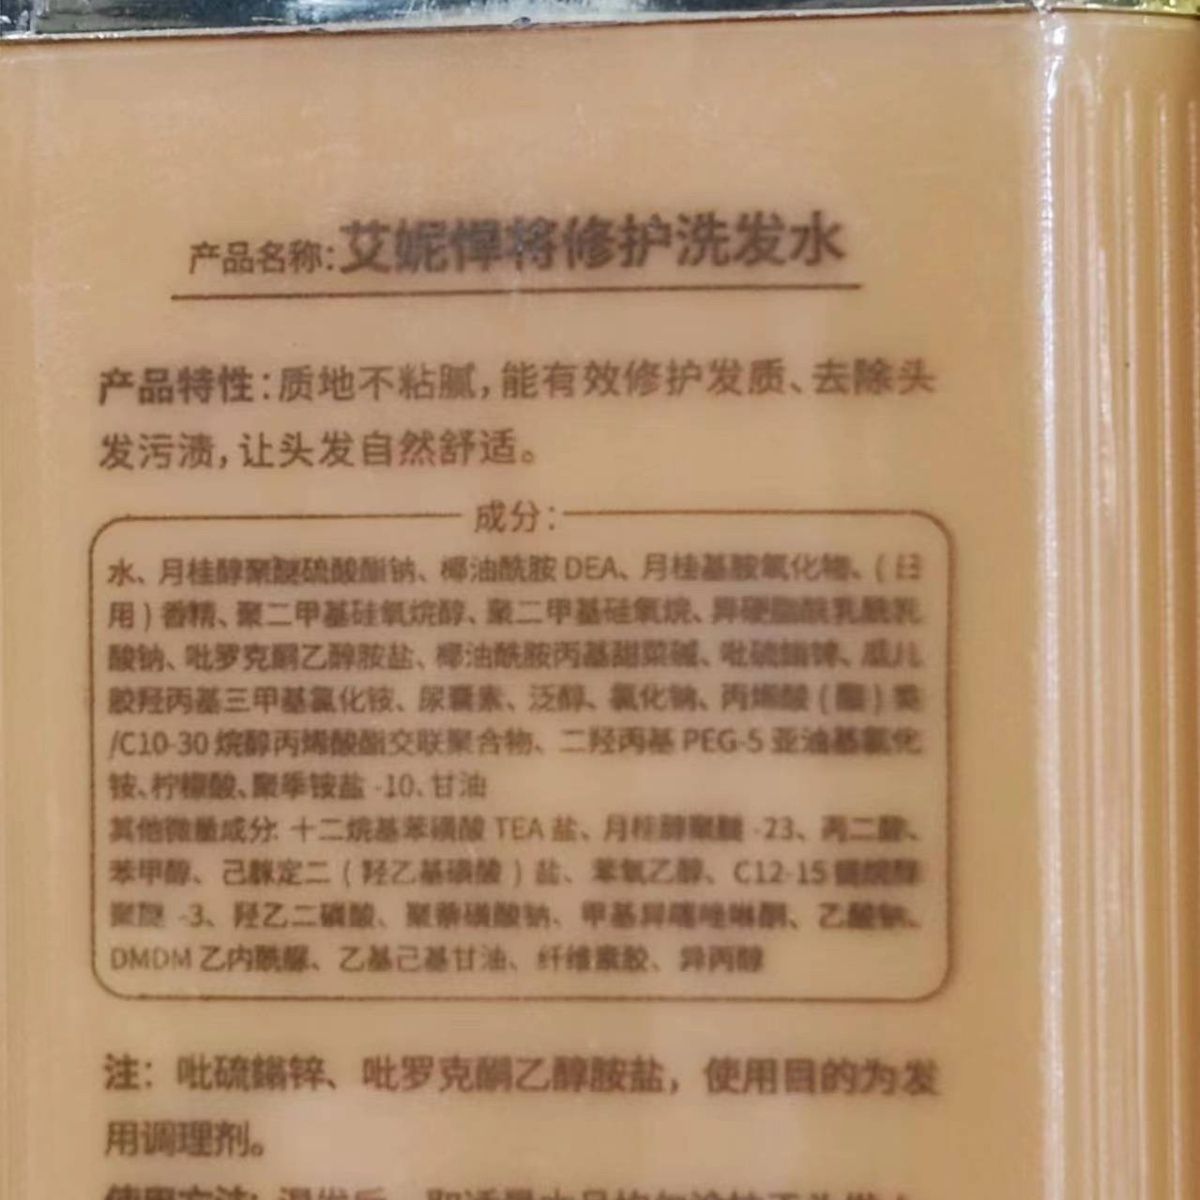 产品名称：艾妮悍将修护洗发水
产品特性：质地不粘腻，能有效修护发质、去除头
发污渍，让头发自然舒适。
成分：
水、月桂醇聚醚硫酸酯钠、椰油酰胺 DEA、月桂基胺氧化物、（日
用）香精、聚二甲基硅氧烷醇、聚二甲基硅氧烷、异硬脂酰乳酰乳
酸钠、吡罗克酮乙醇胺盐、椰油酰胺丙基甜菜碱、吡硫鎓锌、瓜儿
胶羟丙基三甲基氯化铵、尿囊素、泛醇、氯化钠、丙烯酸（酯）类
/C10-30 烷醇丙烯酸酯交联聚合物、二羟丙基 PEG-5 亚油基氯化
铵、柠檬酸、聚季铵盐 -10、甘油
其他微量成分：十二烷基苯磺酸 TEA 盐、月桂醇聚醚 -23、丙二醇、
苯甲醇、己脒定二（羟乙基磺酸）盐、苯氧乙醇、C12-15 链烷醇
聚醚 -3、羟乙二磷酸、聚萘磺酸钠、甲基异噻唑啉酮、乙酸钠、
DMDM 乙内酰脲、乙基己基甘油、纤维素胶、异丙醇
注：吡硫鎓锌、吡罗克酮乙醇胺盐，使用目的为发
用调理剂。